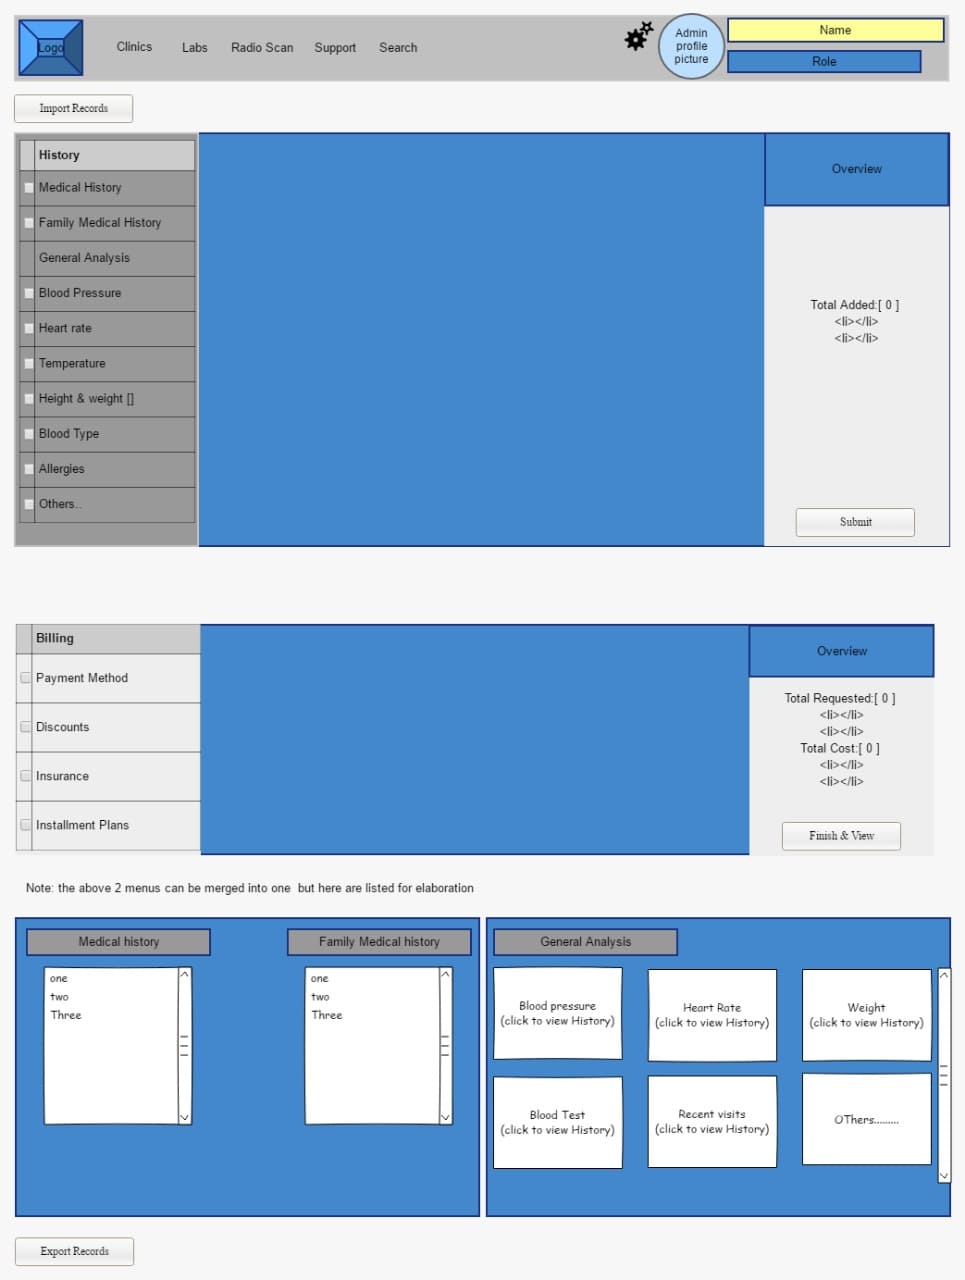 Logo
Clinics
Labs
Radio Scan
Support
Search
Admin
profile
picture
Name
Role
Import Records
History
Medical History
Family Medical History
General Analysis
Blood Pressure
Heart rate
Temperature
Height & weight []
Blood Type
Allergies
Others..
Overview
Total Added:[ 0 ]
<li></li>
<li></li>
Submit
Billing
Payment Method
Discounts
Insurance
Installment Plans
Overview
Total Requested:[ 0 ]
<li></li>
<li></li>
Total Cost:[ 0 ]
<li></li>
<li></li>
Finish & View
Note: the above 2 menus can be merged into one  but here are listed for elaboration
Medical history
one
two
Three
Family Medical history
one
two
Three
General Analysis
Blood pressure
(click to view History)
Heart Rate
(click to view History)
Weight
(click to view History)
Blood Test
(click to view History)
Recent visits
(click to view History)
OThers.........
Export Records